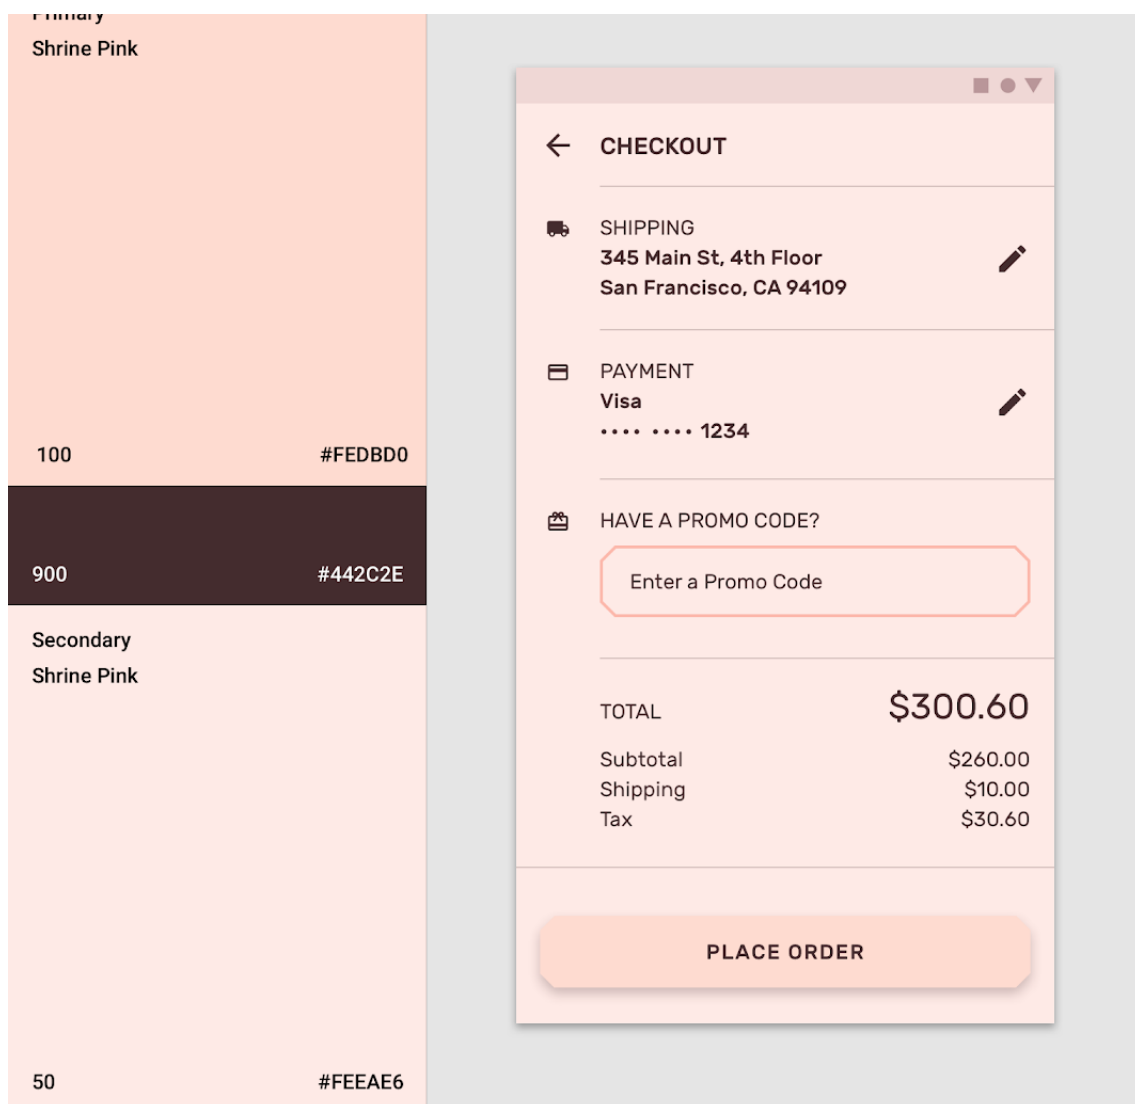 Primary
Shrine Pink
100 #FEDBD0
900 #442C2E
Secondary
Shrine Pink
50 #FEEAE6
CHECKOUT
SHIPPING
345 Main St, 4th Floor
San Francisco, CA 94109
PAYMENT
Visa
•••• •••• 1234
HAVE A PROMO CODE?
Enter a Promo Code
TOTAL $300.60
Subtotal $260.00
Shipping $10.00
Tax $30.60
PLACE ORDER